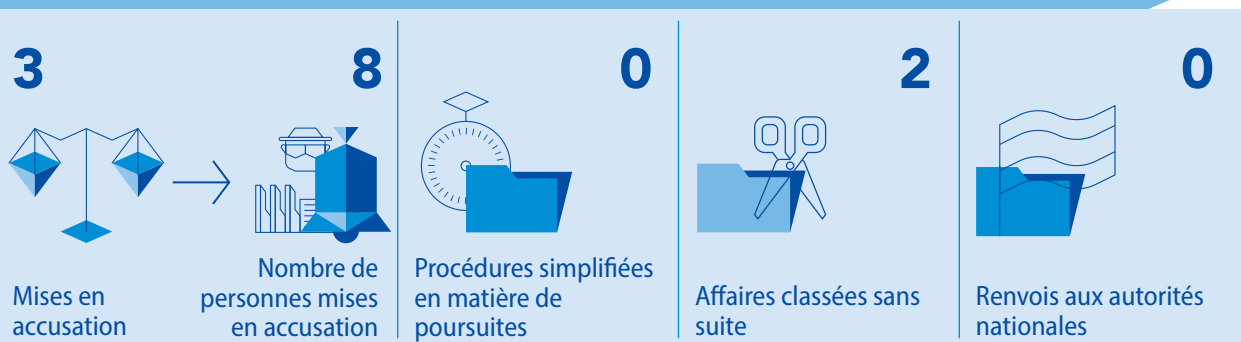 3
Mises en
accusation
8
Nombre de
personnes mises
en accusation
0
Procédures simplifiées
en matière de
poursuites
2
Affaires classées sans
suite
0
Renvois aux autorités
nationales